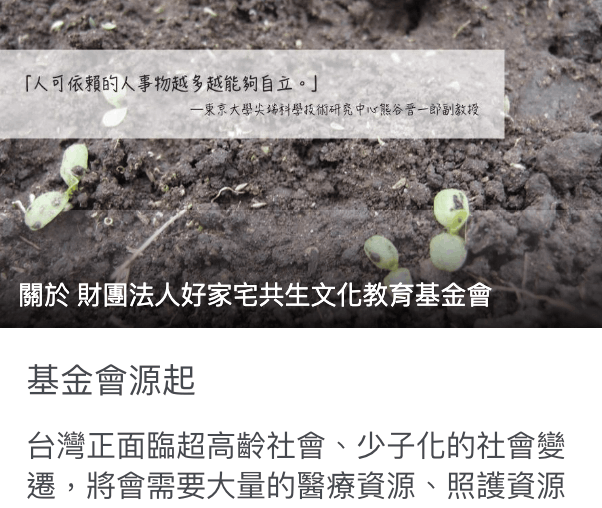 「人可依賴的人事物越多越能夠自立。」
—東京大學尖端科學技術研究中心熊谷晉一郎副教授
關於 財團法人好家宅共生文化教育基金會
基金會源起
台灣正面臨超高齡社會、少子化的社會變
遷，將會需要大量的醫療資源、照護資源